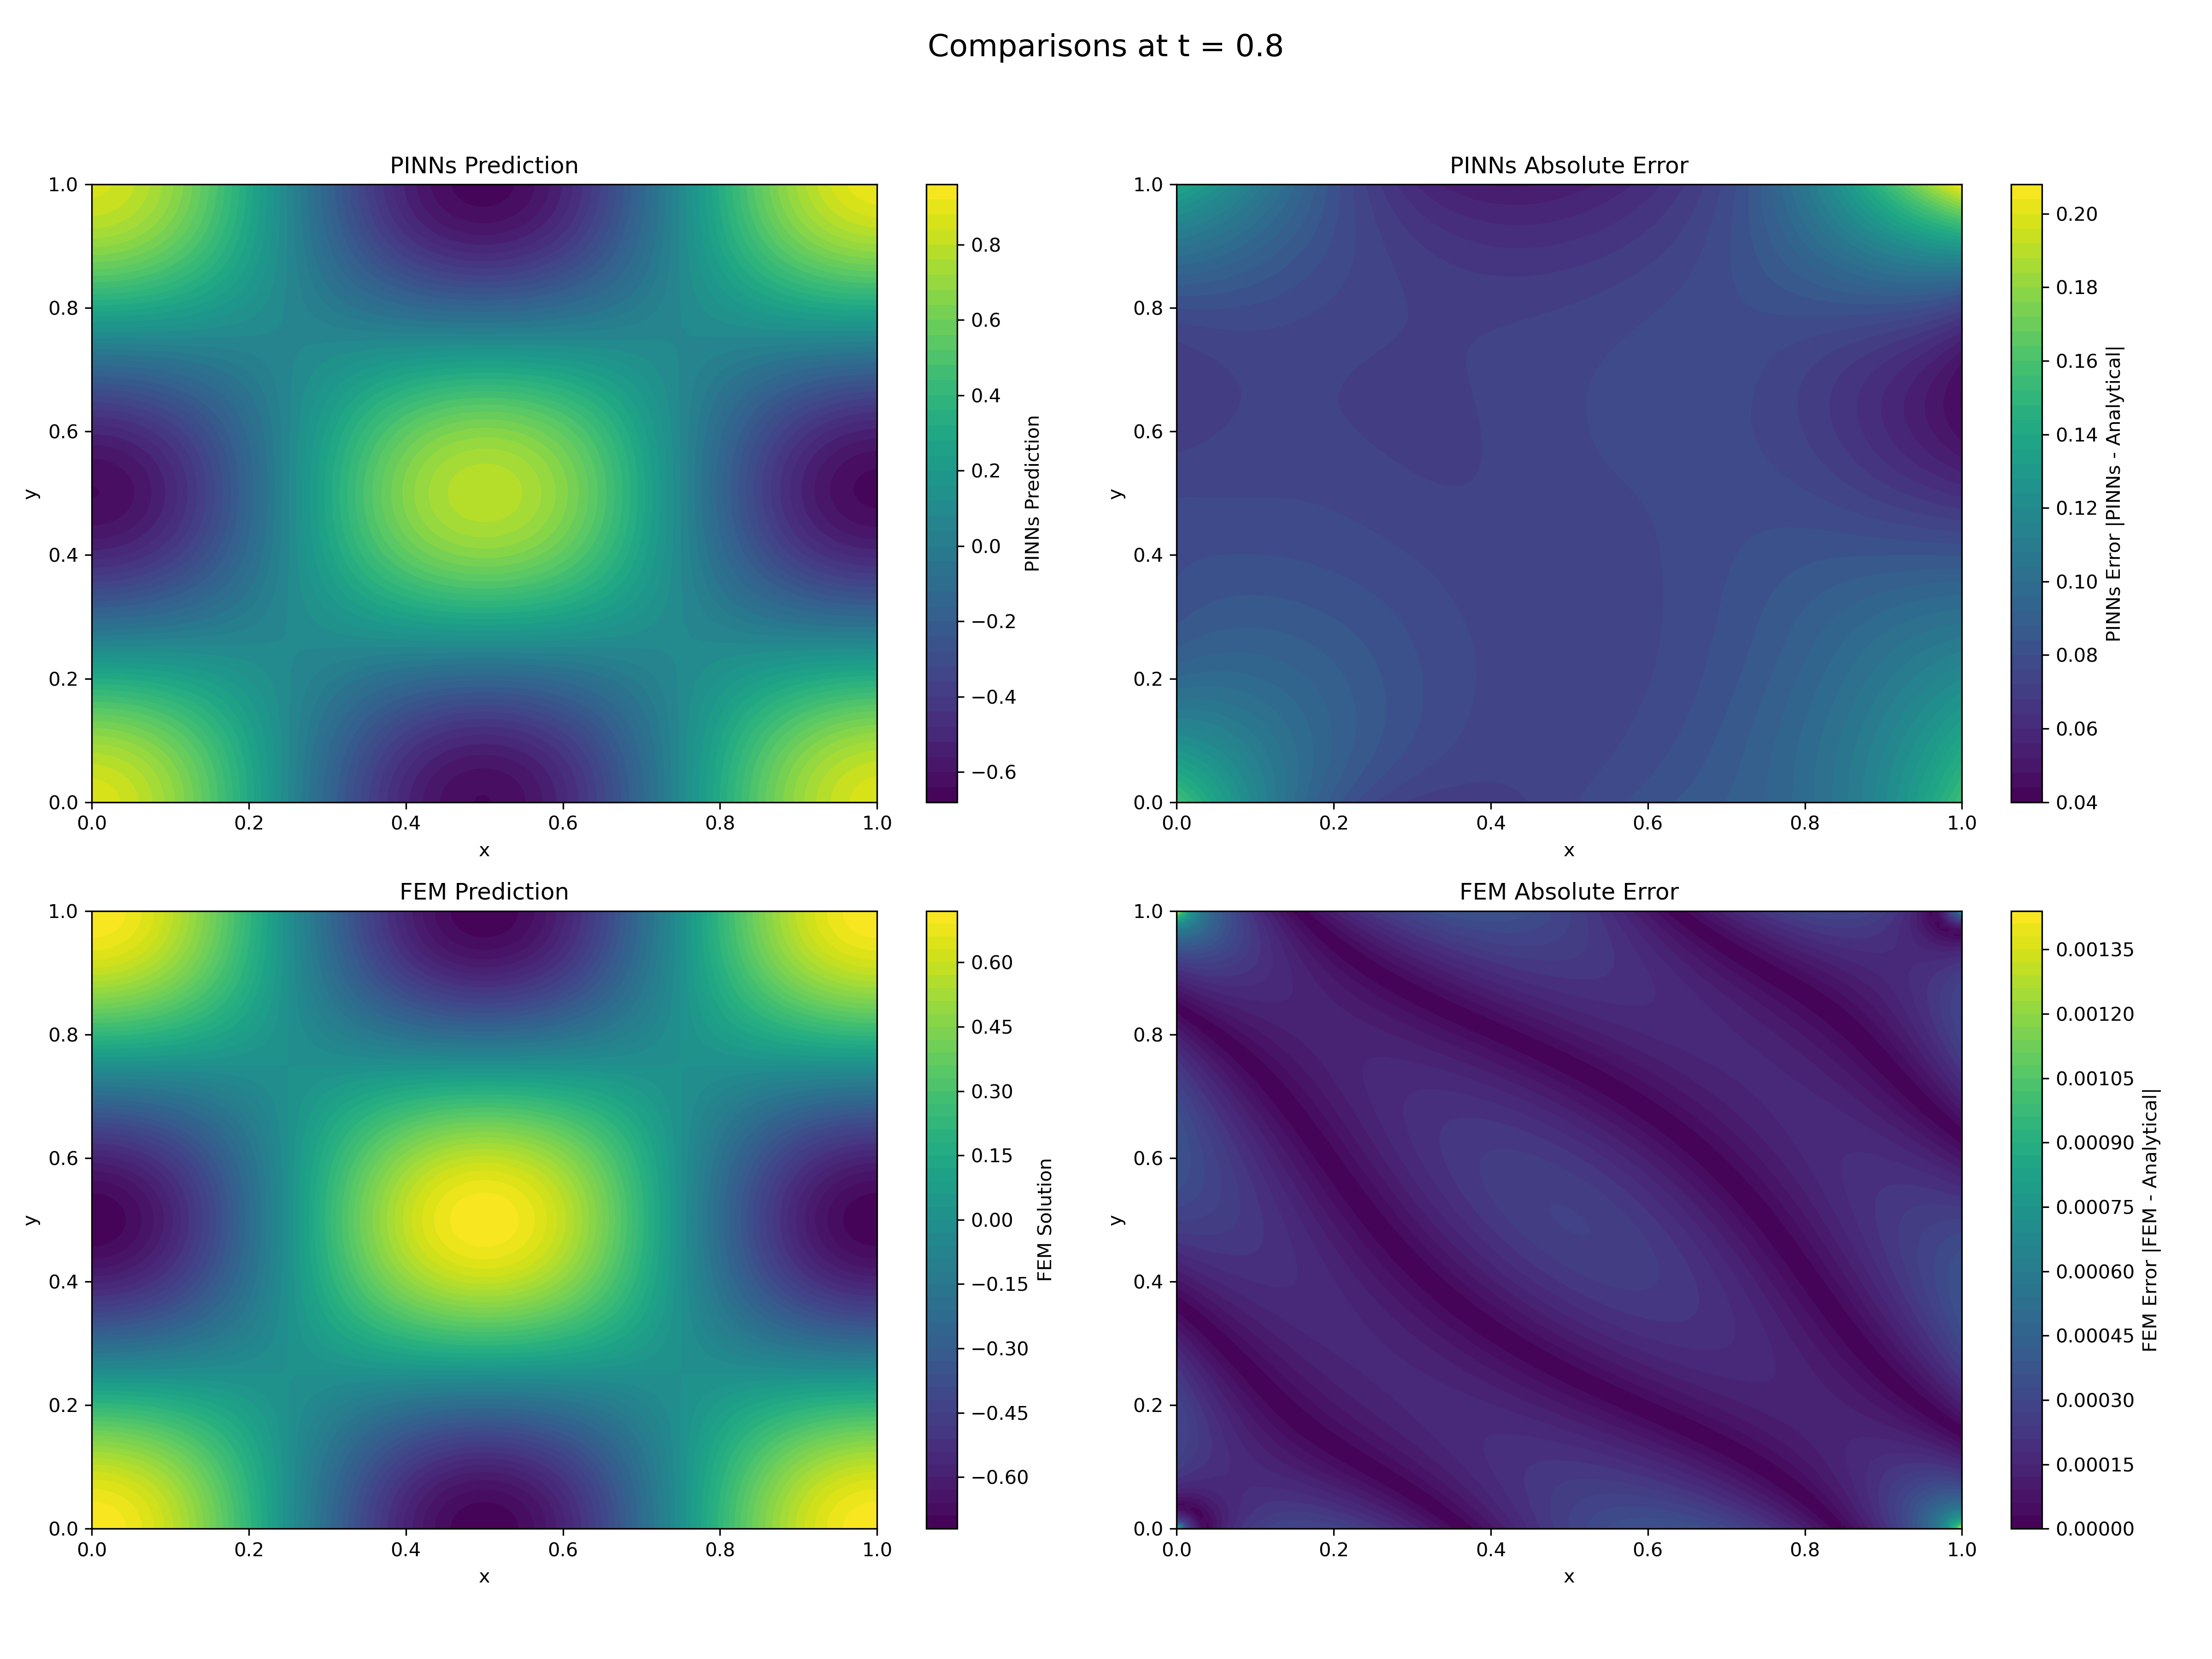 Comparisons at t = 0.8
PINNs Prediction
1.0
0.8
0.6
0.4
0.2
0.0
y
0.0 0.2 0.4 0.6 0.8 1.0
x
0.8
0.6
0.4
0.2
0.0
−0.2
−0.4
−0.6
PINNs Prediction
PINNs Absolute Error
1.0
0.8
0.6
0.4
0.2
0.0
y
0.0 0.2 0.4 0.6 0.8 1.0
x
0.20
0.18
0.16
0.14
0.12
0.10
0.08
0.06
0.04
PINNs Error |PINNs - Analytical|
FEM Prediction
1.0
0.8
0.6
0.4
0.2
0.0
y
0.0 0.2 0.4 0.6 0.8 1.0
x
0.60
0.45
0.30
0.15
0.00
−0.15
−0.30
−0.45
−0.60
FEM Solution
FEM Absolute Error
1.0
0.8
0.6
0.4
0.2
0.0
y
0.0 0.2 0.4 0.6 0.8 1.0
x
0.00135
0.00120
0.00105
0.00090
0.00075
0.00060
0.00045
0.00030
0.00015
0.00000
FEM Error |FEM - Analytical|